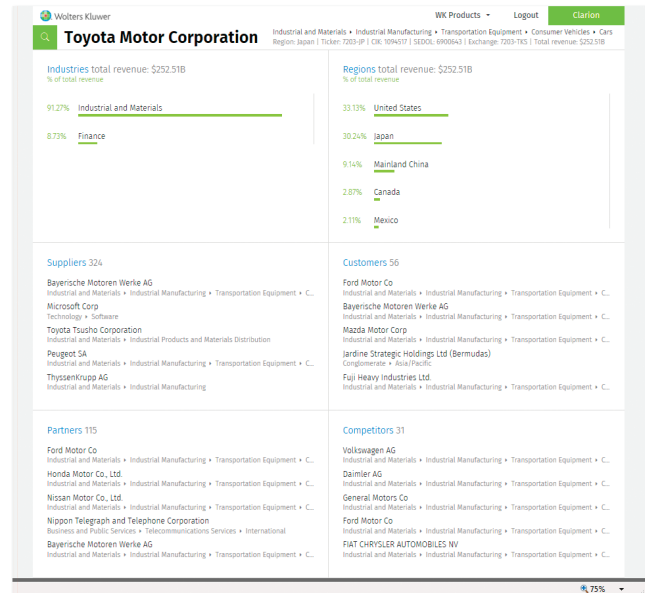 Wolters Kluwer
WK Products
Logout
Clarion
Toyota Motor Corporation
Industrial and Materials • Industrial Manufacturing • Transportation Equipment • Consumer Vehicles • Cars
Region: Japan | Ticker: 7203-JP | CIK: 1094517 | SEDOL: 6900643 | Exchange: 7203-TKS | Total revenue: $252.51B
Industries total revenue: $252.51B
% of total revenue
91.27% Industrial and Materials
8.73% Finance
Regions total revenue: $252.51B
% of total revenue
33.13% United States
30.24% Japan
9.14% Mainland China
2.87% Canada
2.11% Mexico
Suppliers 324
Bayerische Motoren Werke AG
Industrial and Materials • Industrial Manufacturing • Transportation Equipment • C...
Microsoft Corp
Technology • Software
Toyota Tsusho Corporation
Industrial and Materials • Industrial Products and Materials Distribution
Peugeot SA
Industrial and Materials • Industrial Manufacturing • Transportation Equipment • C...
ThyssenKrupp AG
Industrial and Materials • Industrial Manufacturing
Customers 56
Ford Motor Co
Industrial and Materials • Industrial Manufacturing • Transportation Equipment • C...
Bayerische Motoren Werke AG
Industrial and Materials • Industrial Manufacturing • Transportation Equipment • C...
Mazda Motor Corp
Industrial and Materials • Industrial Manufacturing • Transportation Equipment • C...
Jardine Strategic Holdings Ltd (Bermudas)
Conglomerate • Asia/Pacific
Fuji Heavy Industries Ltd.
Industrial and Materials • Industrial Manufacturing • Transportation Equipment • C...
Partners 115
Ford Motor Co
Industrial and Materials • Industrial Manufacturing • Transportation Equipment • C...
Honda Motor Co., Ltd.
Industrial and Materials • Industrial Manufacturing • Transportation Equipment • C...
Nissan Motor Co., Ltd.
Industrial and Materials • Industrial Manufacturing • Transportation Equipment • C...
Nippon Telegraph and Telephone Corporation
Business and Public Services • Telecommunications Services • International
Bayerische Motoren Werke AG
Industrial and Materials • Industrial Manufacturing • Transportation Equipment • C...
Competitors 31
Volkswagen AG
Industrial and Materials • Industrial Manufacturing • Transportation Equipment • C...
Daimler AG
Industrial and Materials • Industrial Manufacturing • Transportation Equipment • C...
General Motors Co
Industrial and Materials • Industrial Manufacturing • Transportation Equipment • C...
Ford Motor Co
Industrial and Materials • Industrial Manufacturing • Transportation Equipment • C...
FIAT CHRYSLER AUTOMOBILES NV
Industrial and Materials • Industrial Manufacturing • Transportation Equipment • C...
75%